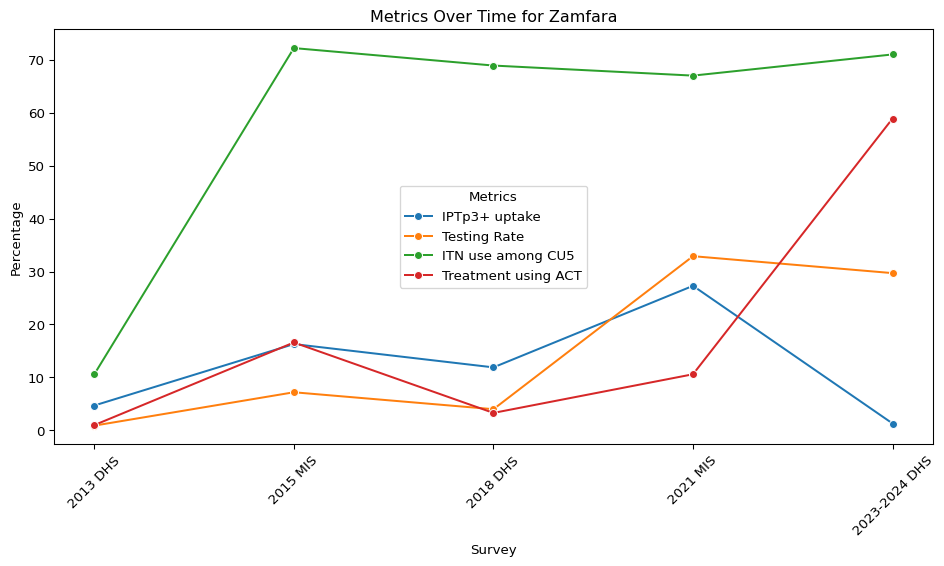 Metrics Over Time for Zamfara
Percentage
70
60
50
40
30
20
10
0
Metrics
IPTp3+ uptake
Testing Rate
ITN use among CU5
Treatment using ACT
2013 DHS
2015 MIS
2018 DHS
2021 MIS
2023-2024 DHS
Survey